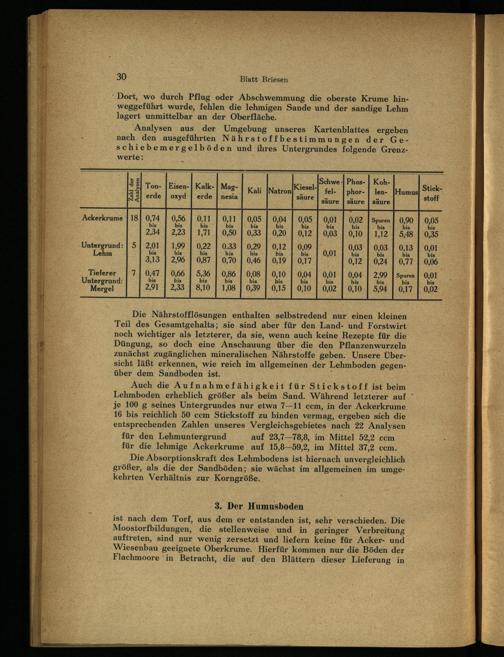 30
Blatt Briesen
Dort, wo durch Pflug oder Abschwemmung die oberste Krume hin-
weggeführt wurde, fehlen die lehmigen Sande und der sandige Lehm
lagert unmittelbar an der Oberfläche.
Analysen aus der Umgebung unseres Kartenblattes ergeben
nach den ausgeführten Nährstoffbestimmungen der Ge-
schiebemergelböden und ihres Untergrundes folgende Grenz-
werte:
Zahl der Analysen Ton-erde Eisen-oxyd Kalk-erde Mag-nesia Kali Natron Kiesel-säure Schwe-fel-säure Phos-phor-säure Koh-len-säure Humus Stick-stoff
Ackerkrume 18 0,74 0,56 0,11 0,11 0,05 0,04 0,05 0,01 0,02 Spuren 0,90 0,05
bis bis bis bis bis bis bis bis bis bis bis bis
2,34 2,23 1,71 0,50 0,33 0,20 0,12 0,03 0,10 1,12 5,48 0,35
Untergrund: 5 2,01 1,99 0,22 0,33 0,29 0,12 0,09 0,03 0,03 0,13 0,01
Lehm bis bis bis bis bis bis bis 0,01 bis bis bis bis
3,13 2,96 0,87 0,70 0,46 0,19 0,17 0,12 0,24 0,77 0,06
Tieferer 7 0,47 0,66 5,36 0,86 0,08 0,10 0,04 0,01 0,04 2,99 Spuren 0,01
Untergrund: bis bis bis bis bis bis bis bis bis bis bis bis
Mergel 2,91 2,33 8,10 1,08 0,39 0,15 0,10 0,02 0,10 5,94 0,17 0,02
Die Nährstofflösungen enthalten selbstredend nur einen kleinen
Teil des Gesamtgehalts; sie sind aber für den Land- und Forstwirt
noch wichtiger als letzterer, da sie, wenn auch keine Rezepte für die
Düngung, so doch eine Anschauung über die den Pflanzenwurzeln
zunächst zugänglichen mineralischen Nährstoffe geben. Unsere Über-
sicht läßt erkennen, wie reich im allgemeinen der Lehmboden gegen-
über dem Sandboden ist.
Auch die Aufnahmefähigkeit für Stickstoff ist beim
Lehmboden erheblich größer als beim Sand. Während letzterer auf
je 100 g seines Untergrundes nur etwa 7—11 ccm, in der Ackerkrume
16 bis reichlich 50 ccm Stickstoff zu binden vermag, ergeben sich die
entsprechenden Zahlen unseres Vergleichsgebietes nach 22 Analysen
für den Lehmuntergrund auf 23,7—78,8, im Mittel 52,2 ccm
für die lehmige Ackerkrume auf 15,8—59,2, im Mittel 37,2 ccm.
Die Absorptionskraft des Lehmbodens ist hiernach unvergleichlich
größer, als die der Sandböden; sie wächst im allgemeinen im umge-
kehrten Verhältnis zur Korngröße.
3. Der Humusboden
ist nach dem Torf, aus dem er entstanden ist, sehr verschieden. Die
Moostorfbildungen, die stellenweise und in geringer Verbreitung
auftreten, sind nur wenig zersetzt und liefern keine für Acker- und
Wiesenbau geeignete Oberkrume. Hierfür kommen nur die Böden der
Flachmoore in Betracht, die auf den Blättern dieser Lieferung in